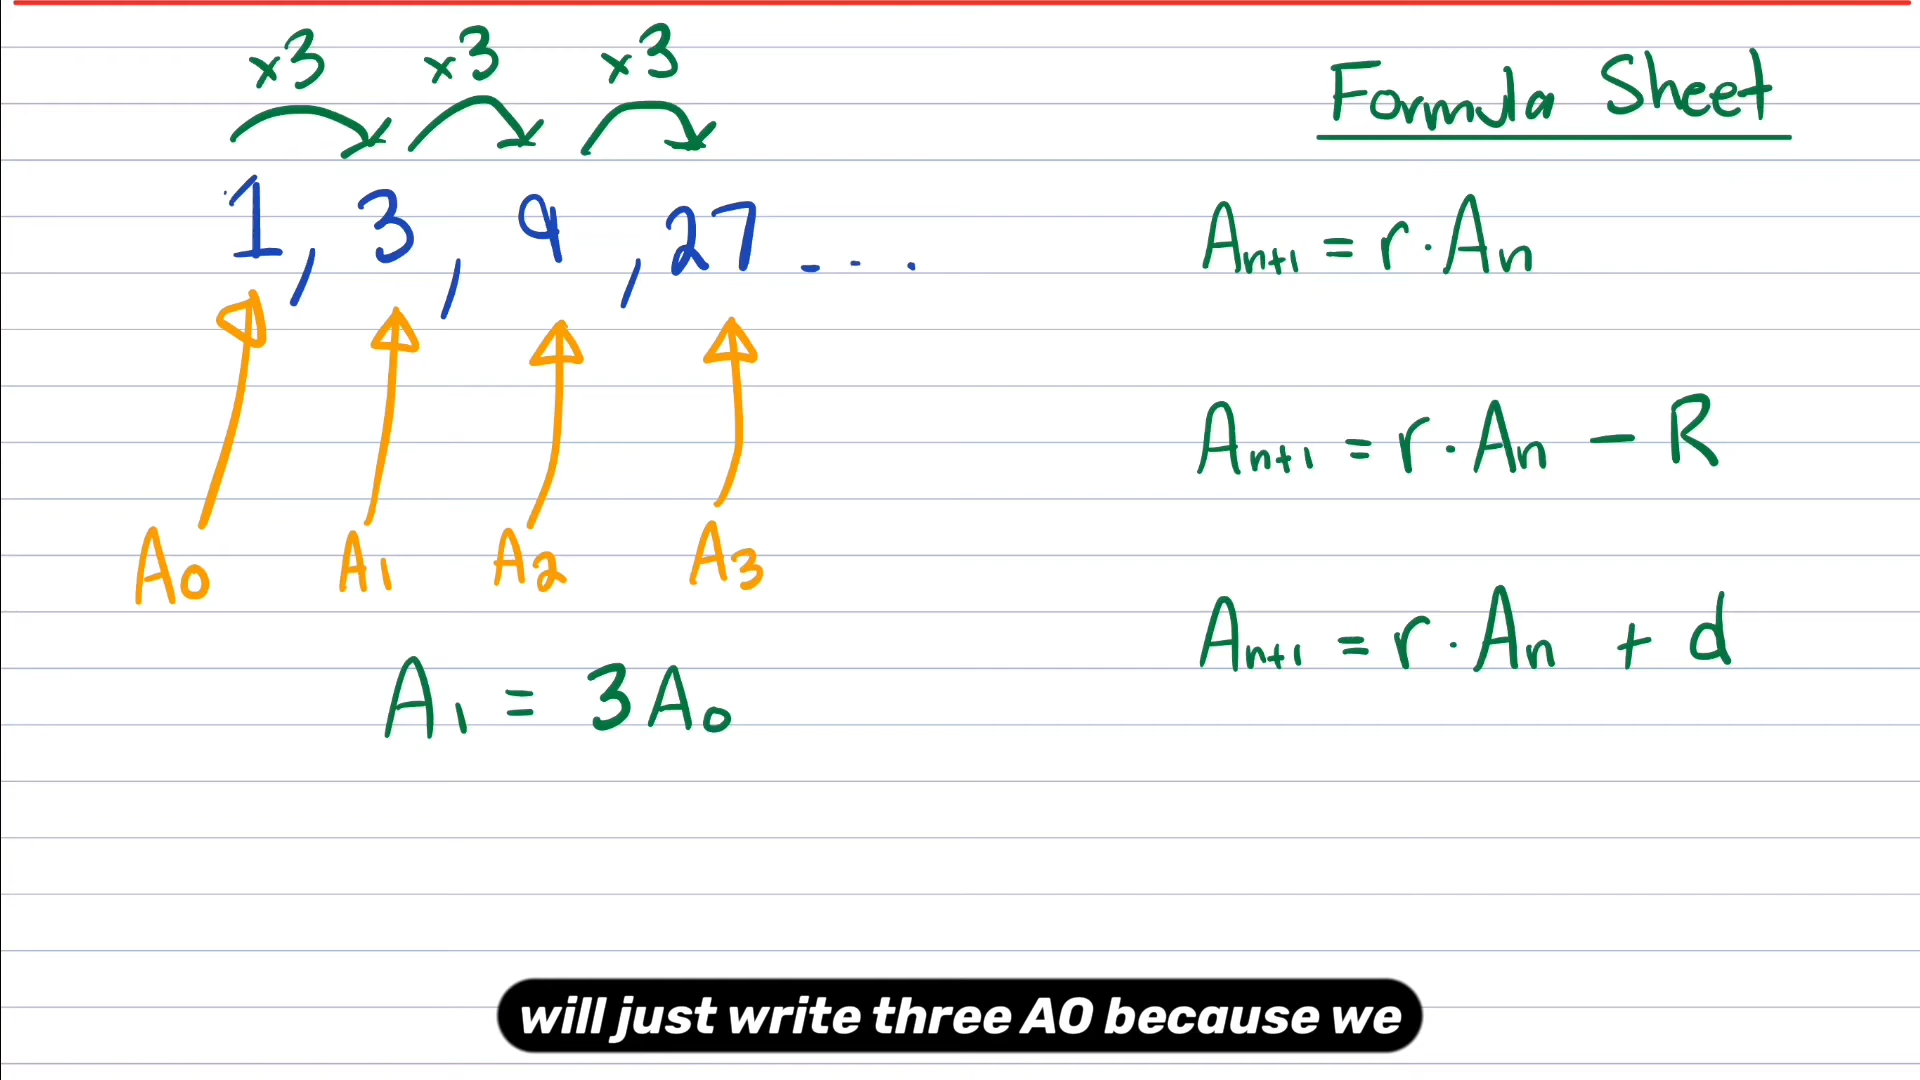 ×3 ×3 ×3
1, 3, 9, 27 ...
A0 A1 A2 A3
A1 = 3A0
Formula Sheet
An+1 = r·An
An+1 = r·An − R
An+1 = r·An + d
will just write three A0 because we